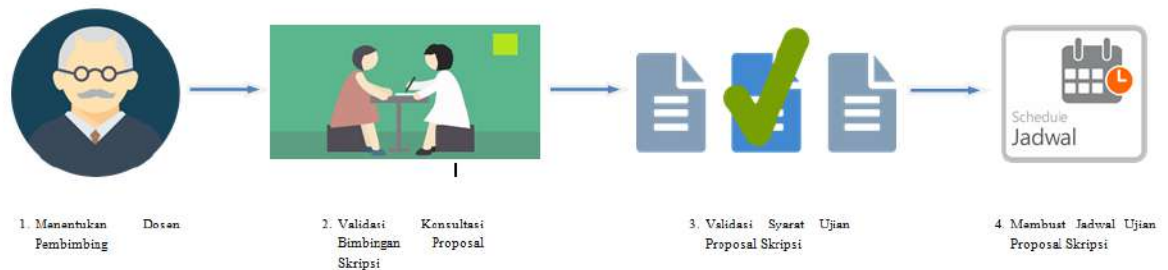 Schedule
Jadwal
1. Menentukan Dosen
Pembimbing
2. Validasi Konsultasi
Bimbingan Proposal
Skripsi
3. Validasi Syarat Ujian
Proposal Skripsi
4. Membuat Jadwal Ujian
Proposal Skripsi